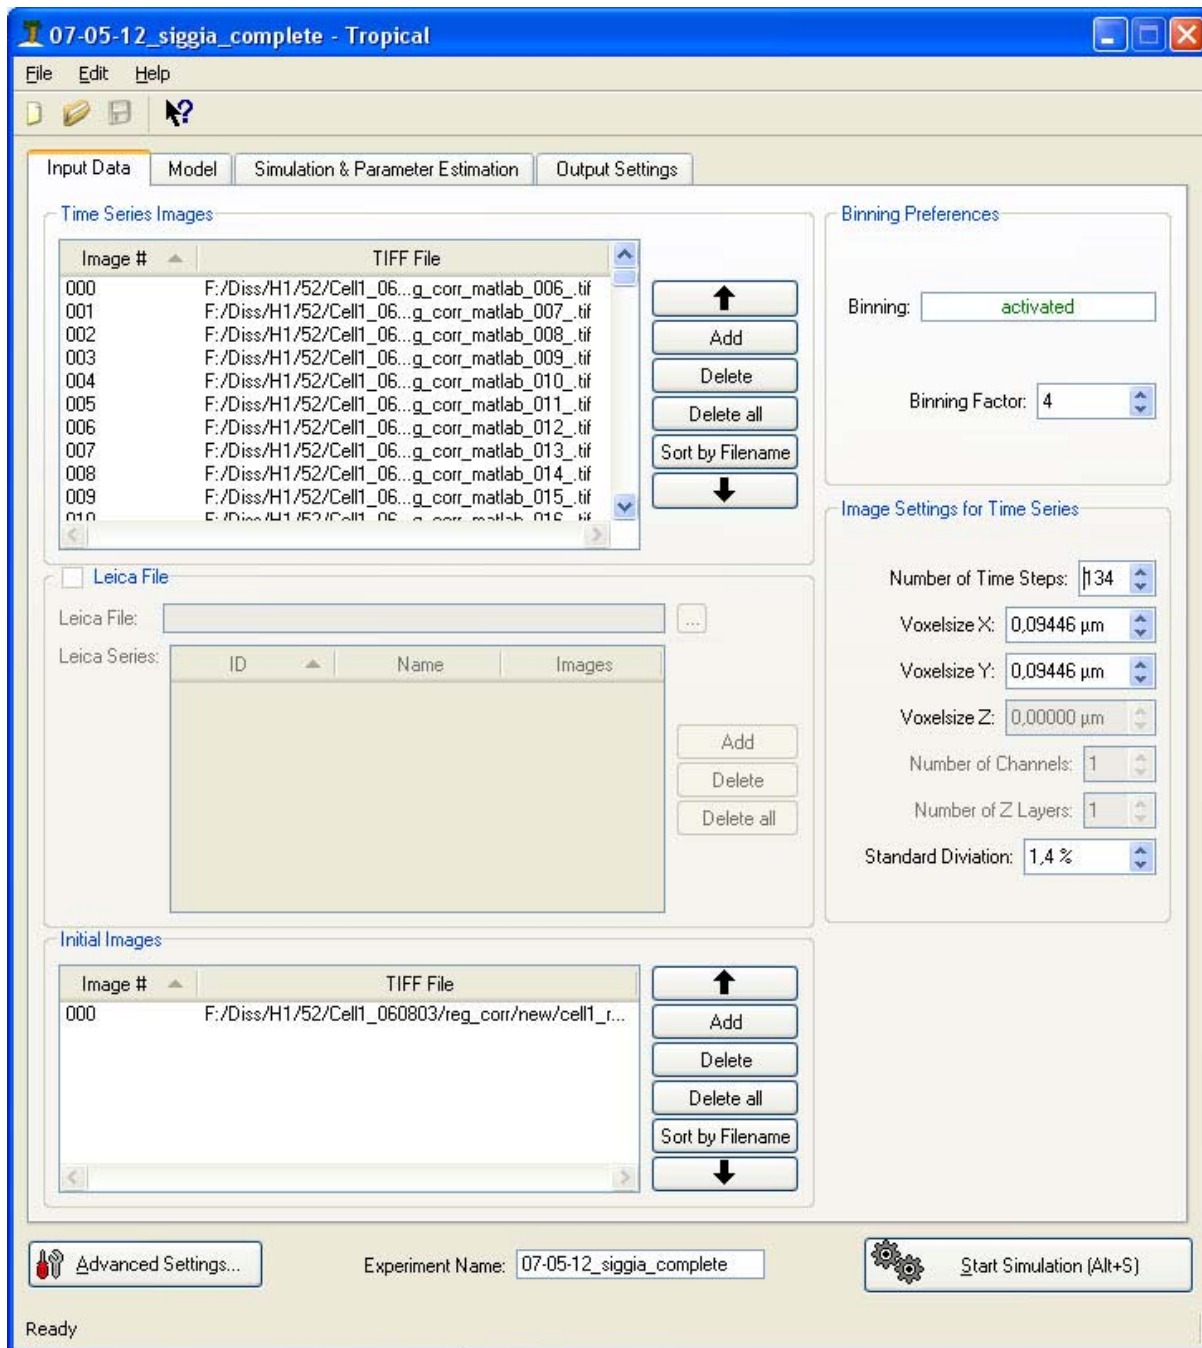 07-05-12_siggia_complete - Tropical
File Edit Help
Input Data Model Simulation & Parameter Estimation Output Settings
Time Series Images
Image # TIFF File
000 F:/Diss/H1/52/Cell1_06...g_corr_matlab_006_.tif
001 F:/Diss/H1/52/Cell1_06...g_corr_matlab_007_.tif
002 F:/Diss/H1/52/Cell1_06...g_corr_matlab_008_.tif
003 F:/Diss/H1/52/Cell1_06...g_corr_matlab_009_.tif
004 F:/Diss/H1/52/Cell1_06...g_corr_matlab_010_.tif
005 F:/Diss/H1/52/Cell1_06...g_corr_matlab_011_.tif
006 F:/Diss/H1/52/Cell1_06...g_corr_matlab_012_.tif
007 F:/Diss/H1/52/Cell1_06...g_corr_matlab_013_.tif
008 F:/Diss/H1/52/Cell1_06...g_corr_matlab_014_.tif
009 F:/Diss/H1/52/Cell1_06...g_corr_matlab_015_.tif
010 F:/Diss/H1/52/Cell1_06...g_corr_matlab_016_.tif
Add
Delete
Delete all
Sort by Filename
Binning Preferences
Binning: activated
Binning Factor: 4
Leica File
Leica File: ...
Leica Series: ID Name Images
Add
Delete
Delete all
Image Settings for Time Series
Number of Time Steps: 134
Voxelsize X: 0,09446 µm
Voxelsize Y: 0,09446 µm
Voxelsize Z: 0,00000 µm
Number of Channels: 1
Number of Z Layers: 1
Standard Diviation: 1,4 %
Initial Images
Image # TIFF File
000 F:/Diss/H1/52/Cell1_060803/reg_corr/new/cell1_r...
Add
Delete
Delete all
Sort by Filename
Advanced Settings... Experiment Name: 07-05-12_siggia_complete Start Simulation (Alt+S)
Ready